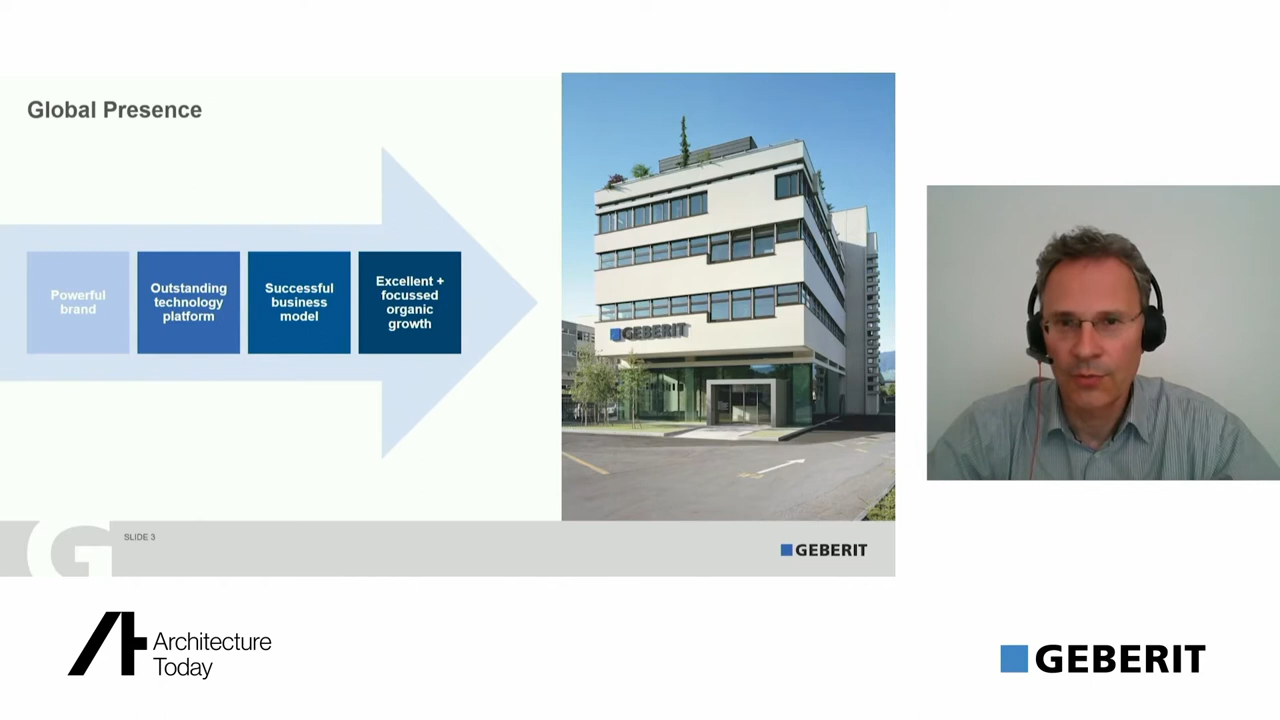 Global Presence
Powerful
brand
Outstanding
technology
platform
Successful
business
model
Excellent +
focussed
organic
growth
GEBERIT
G
SLIDE 3
GEBERIT
Architecture
Today
GEBERIT